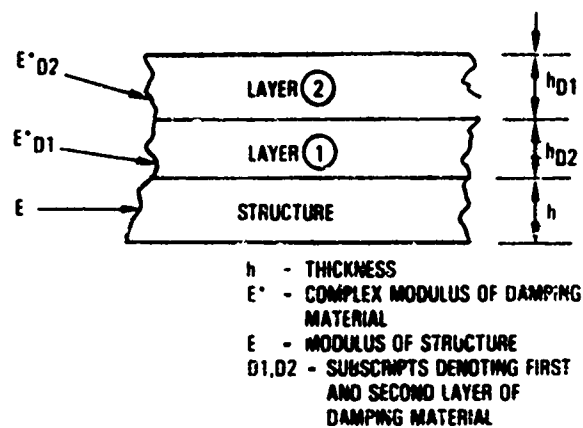 E*D2
LAYER 2
hD1
E*D1
LAYER 1
hD2
E
STRUCTURE
h
h - THICKNESS
E* - COMPLEX MODULUS OF DAMPING
MATERIAL
E - MODULUS OF STRUCTURE
D1,D2 - SUBSCRIPTS DENOTING FIRST
AND SECOND LAYER OF
DAMPING MATERIAL